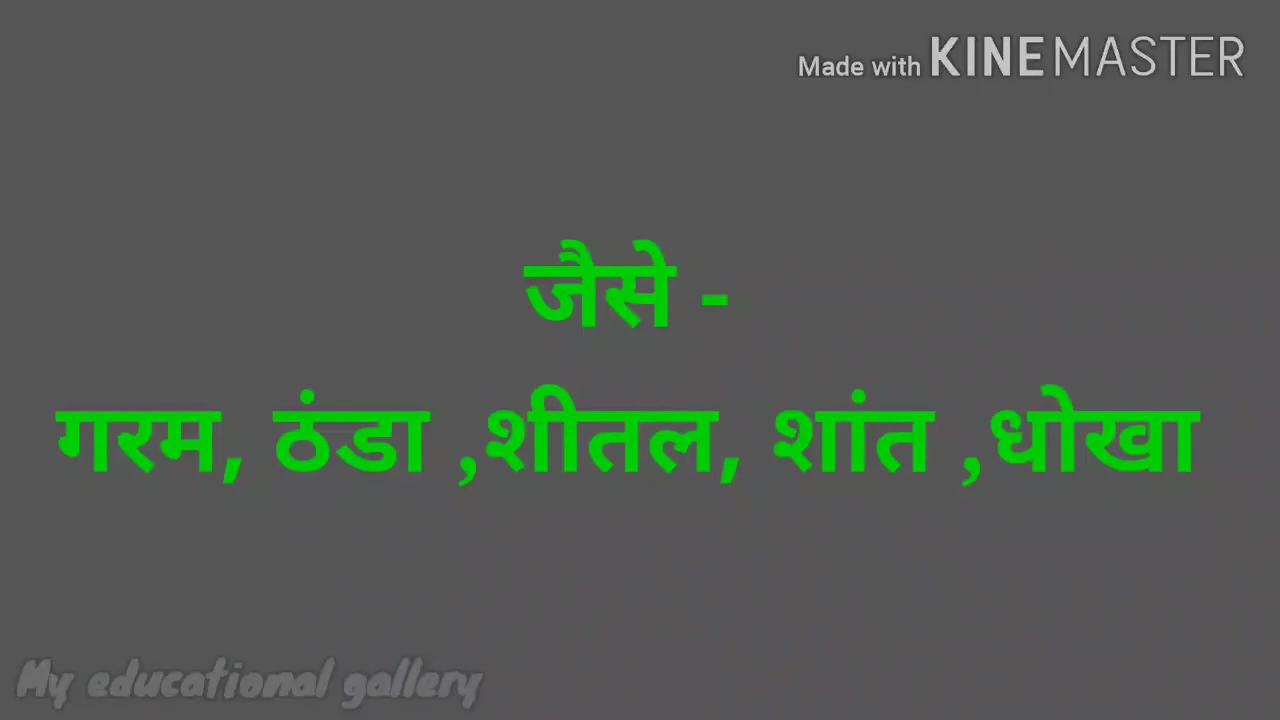 Made with KINEMASTER
जैसे -
गरम, ठंडा ,शीतल, शांत ,धोखा
My educational gallery